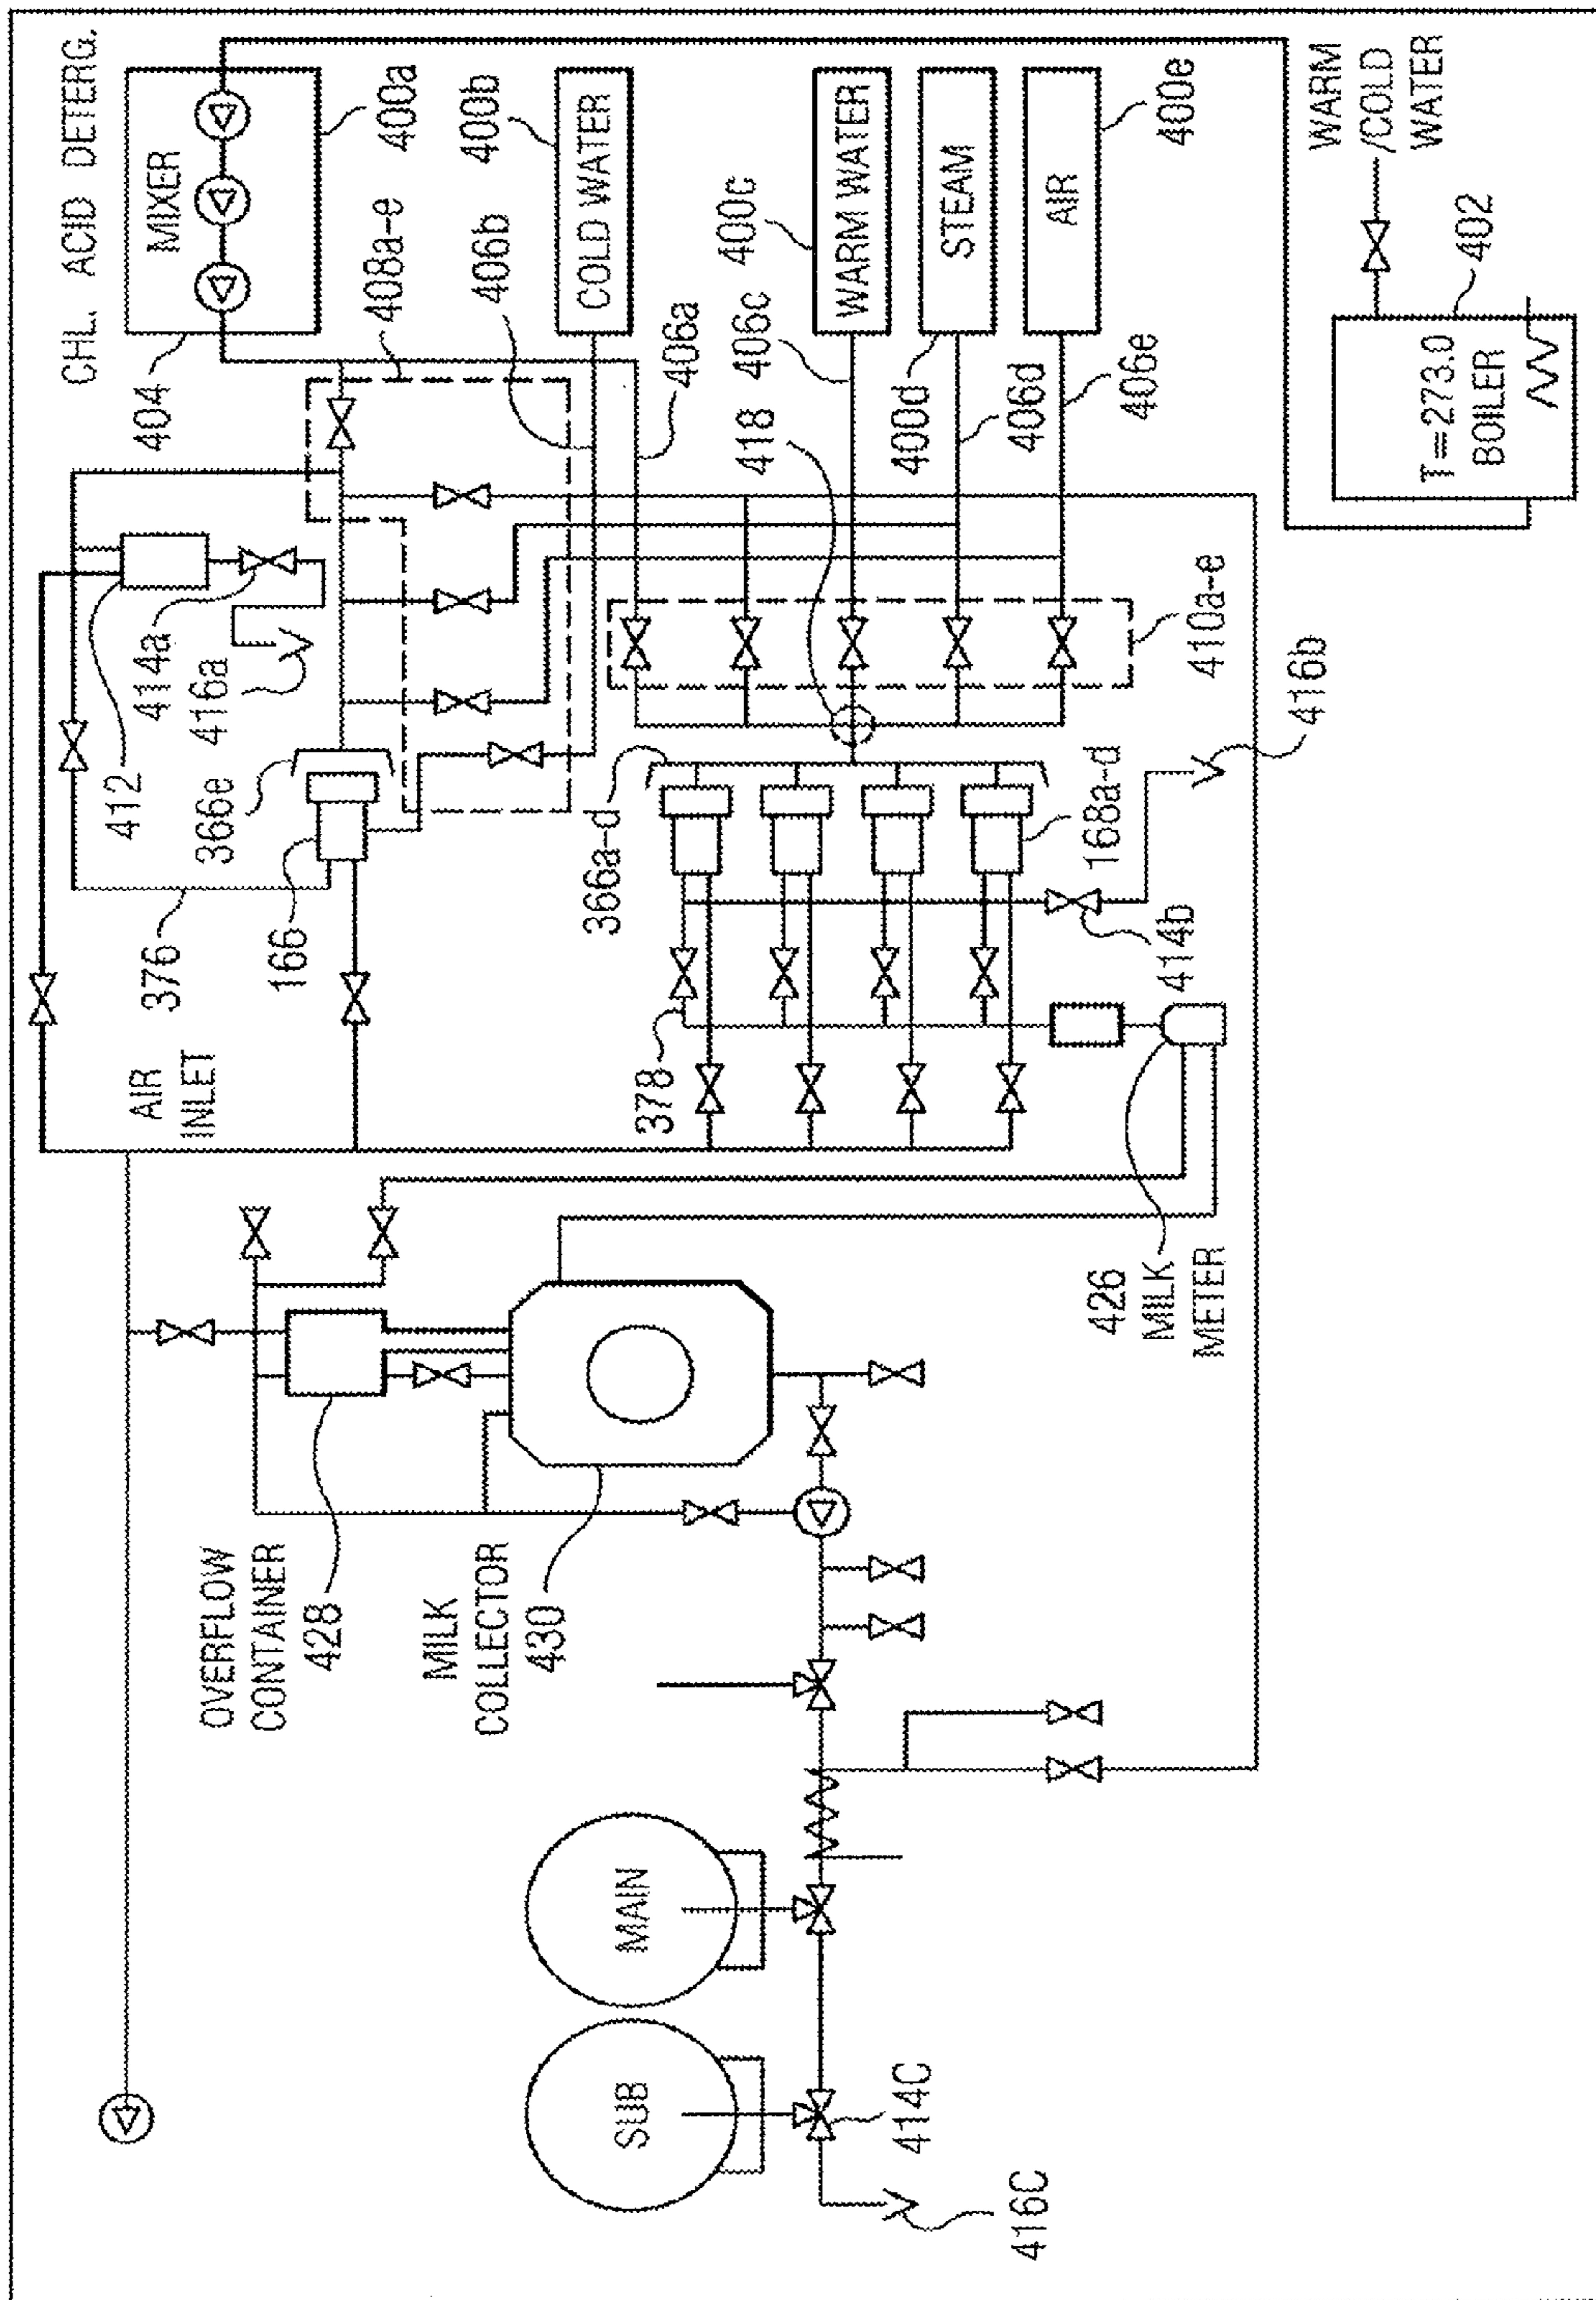 CHL. ACID DETERG.
MIXER
404
400a
408a-e
400b
COLD WATER
406b
406a
400c
WARM WATER
406c
418
STEAM
400d
406d
AIR
400e
406e
WARM
/COLD
WATER
402
T=273.0
BOILER
412
414a
416a
366e
376
166
410a-e
416b
366a-d
168a-d
414b
378
AIR
INLET
426
MILK
METER
OVERFLOW
CONTAINER
428
MILK
COLLECTOR
430
MAIN
SUB
414C
416C